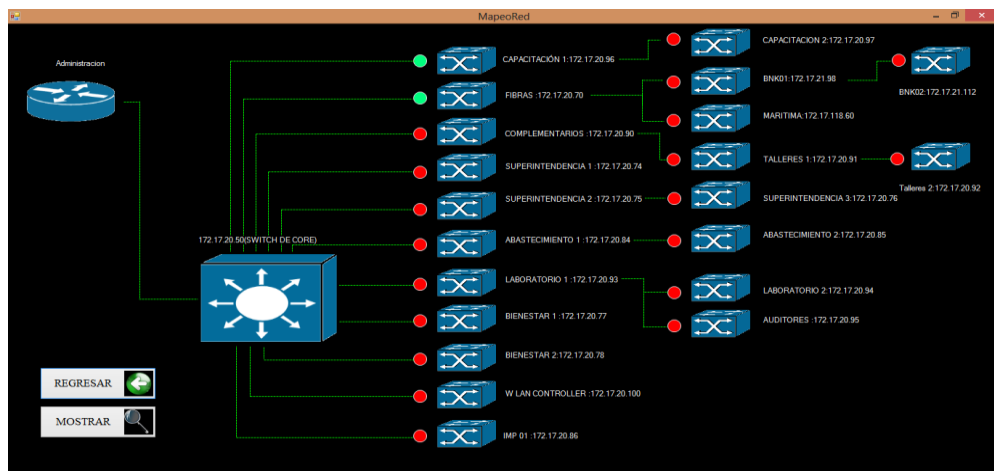 MapeoRed
Administracion
CAPACITACIÓN 1:172.17.20.96
CAPACITACION 2:172.17.20.97
FIBRAS :172.17.20.70
BNK01:172.17.21.98
BNK02:172.17.21.112
MARITIMA:172.17.118.60
COMPLEMENTARIOS :172.17.20.90
TALLERES 1:172.17.20.91
Talleres 2:172.17.20.92
SUPERINTENDENCIA 1 :172.17.20.74
SUPERINTENDENCIA 2 :172.17.20.75
SUPERINTENDENCIA 3:172.17.20.76
172.17.20.50(SWITCH DE CORE)
ABASTECIMIENTO 1 :172.17.20.84
ABASTECIMIENTO 2:172.17.20.85
LABORATORIO 1 :172.17.20.93
LABORATORIO 2:172.17.20.94
BIENESTAR 1 :172.17.20.77
AUDITORES :172.17.20.95
BIENESTAR 2:172.17.20.78
REGRESAR
W LAN CONTROLLER :172.17.20.100
MOSTRAR
IMP 01 :172.17.20.86